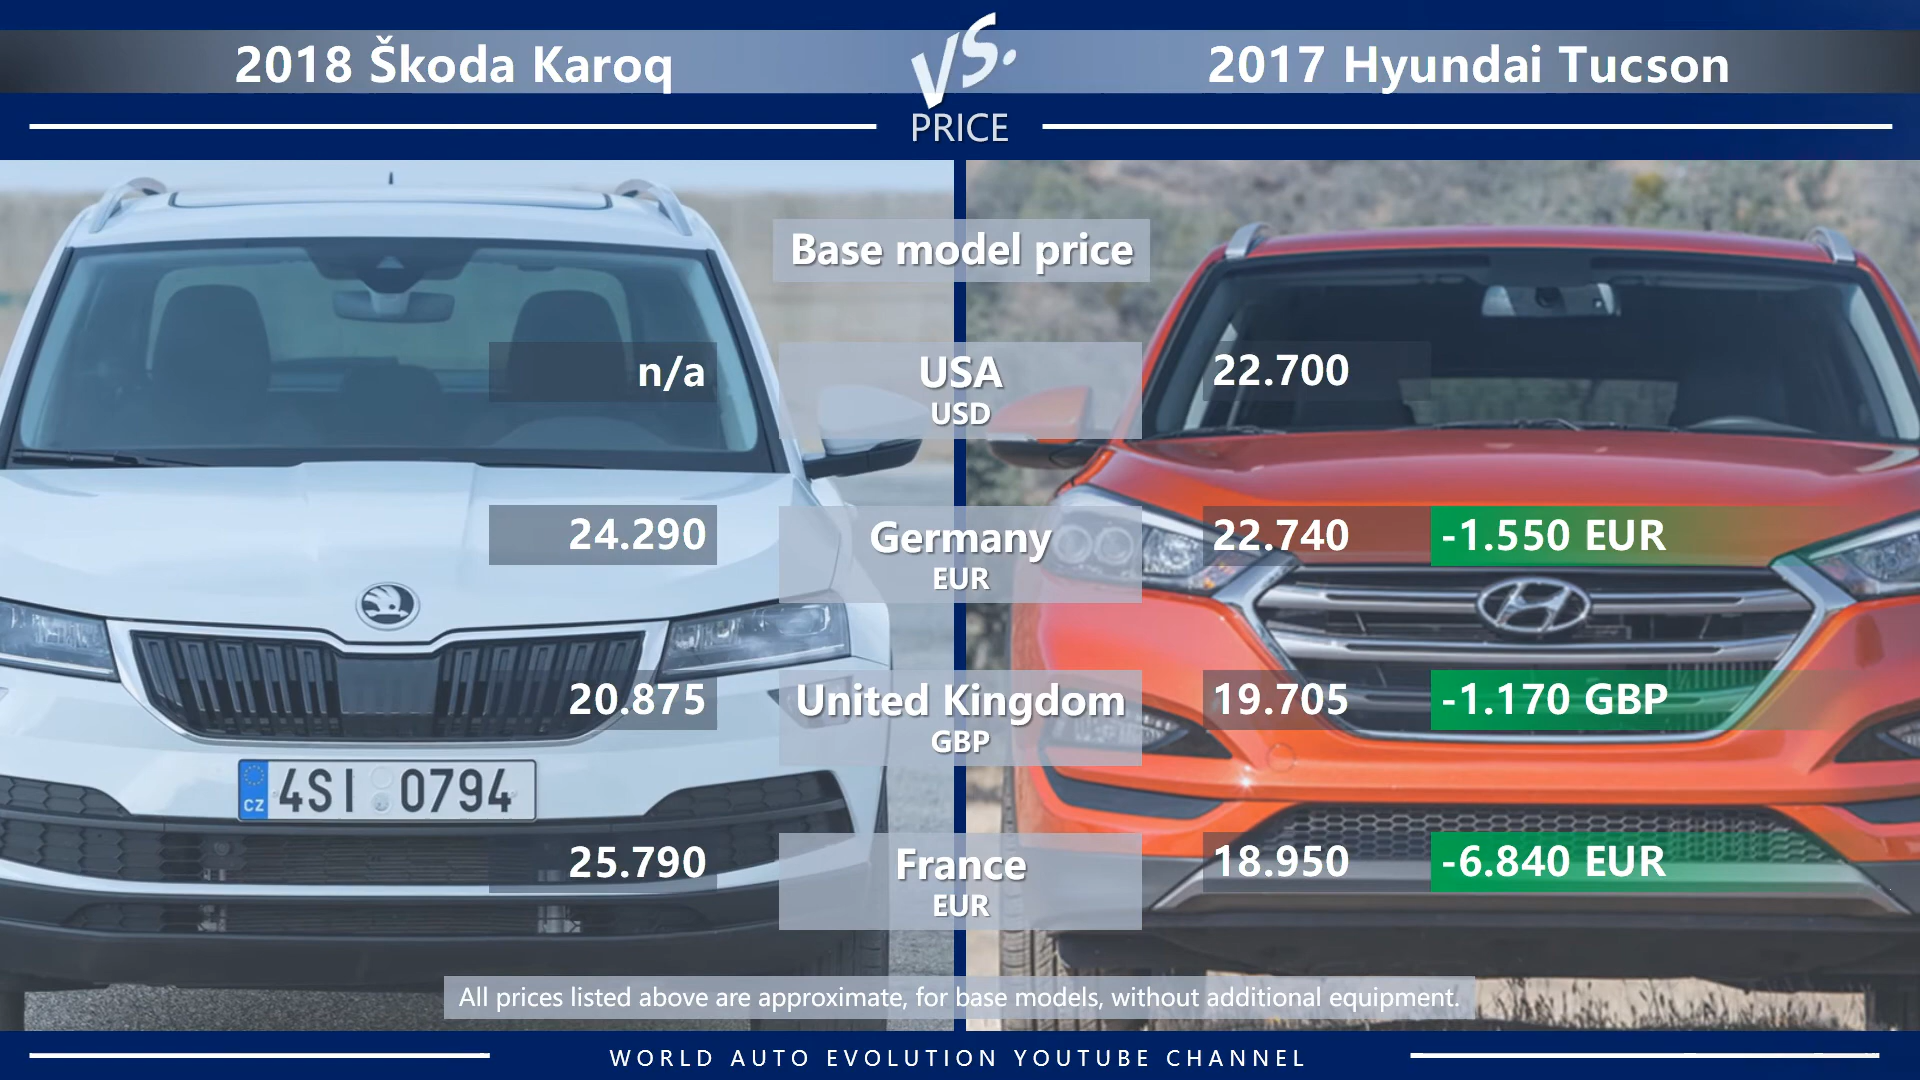 2018 Škoda Karoq
VS.
2017 Hyundai Tucson
PRICE
Base model price
n/a
USA
USD
22.700
24.290
Germany
EUR
22.740
-1.550 EUR
20.875
United Kingdom
GBP
19.705
-1.170 GBP
4SI 0794
CZ
25.790
France
EUR
18.950
-6.840 EUR
All prices listed above are approximate, for base models, without additional equipment.
WORLD AUTO EVOLUTION YOUTUBE CHANNEL